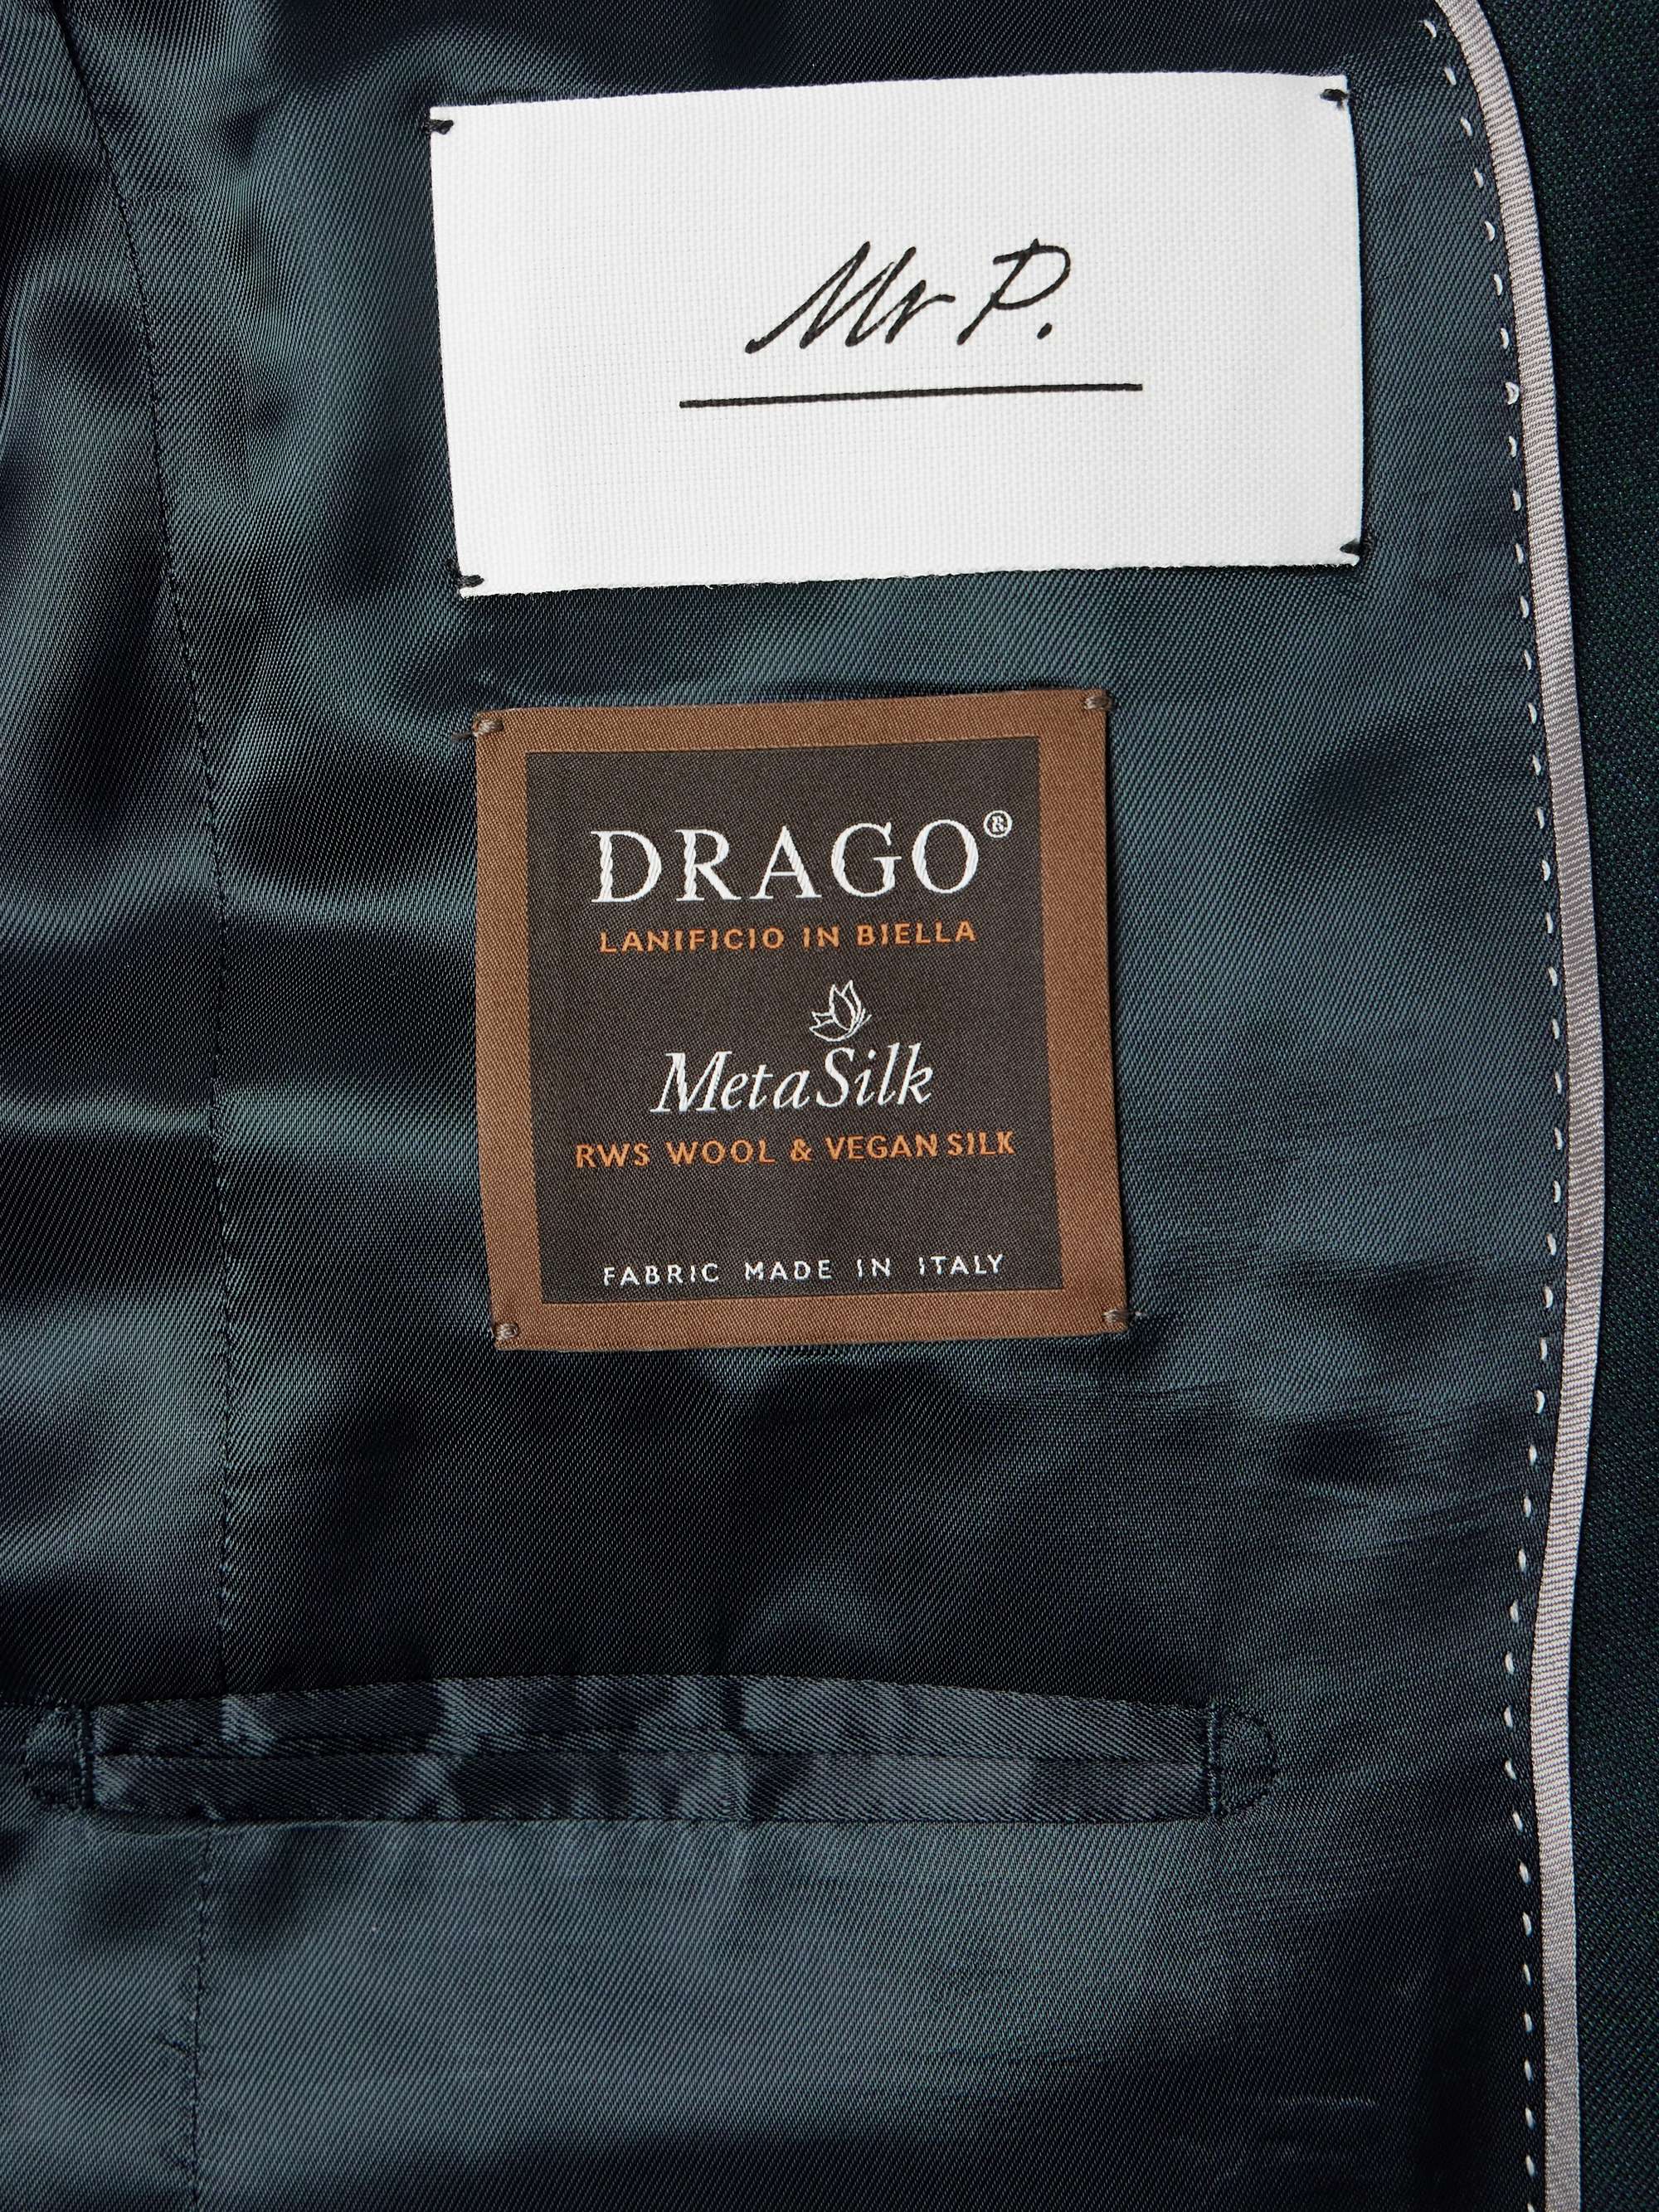 Mr P.
DRAGO®
LANIFICIO IN BIELLA
MetaSilk
RWS WOOL & VEGAN SILK
FABRIC MADE IN ITALY